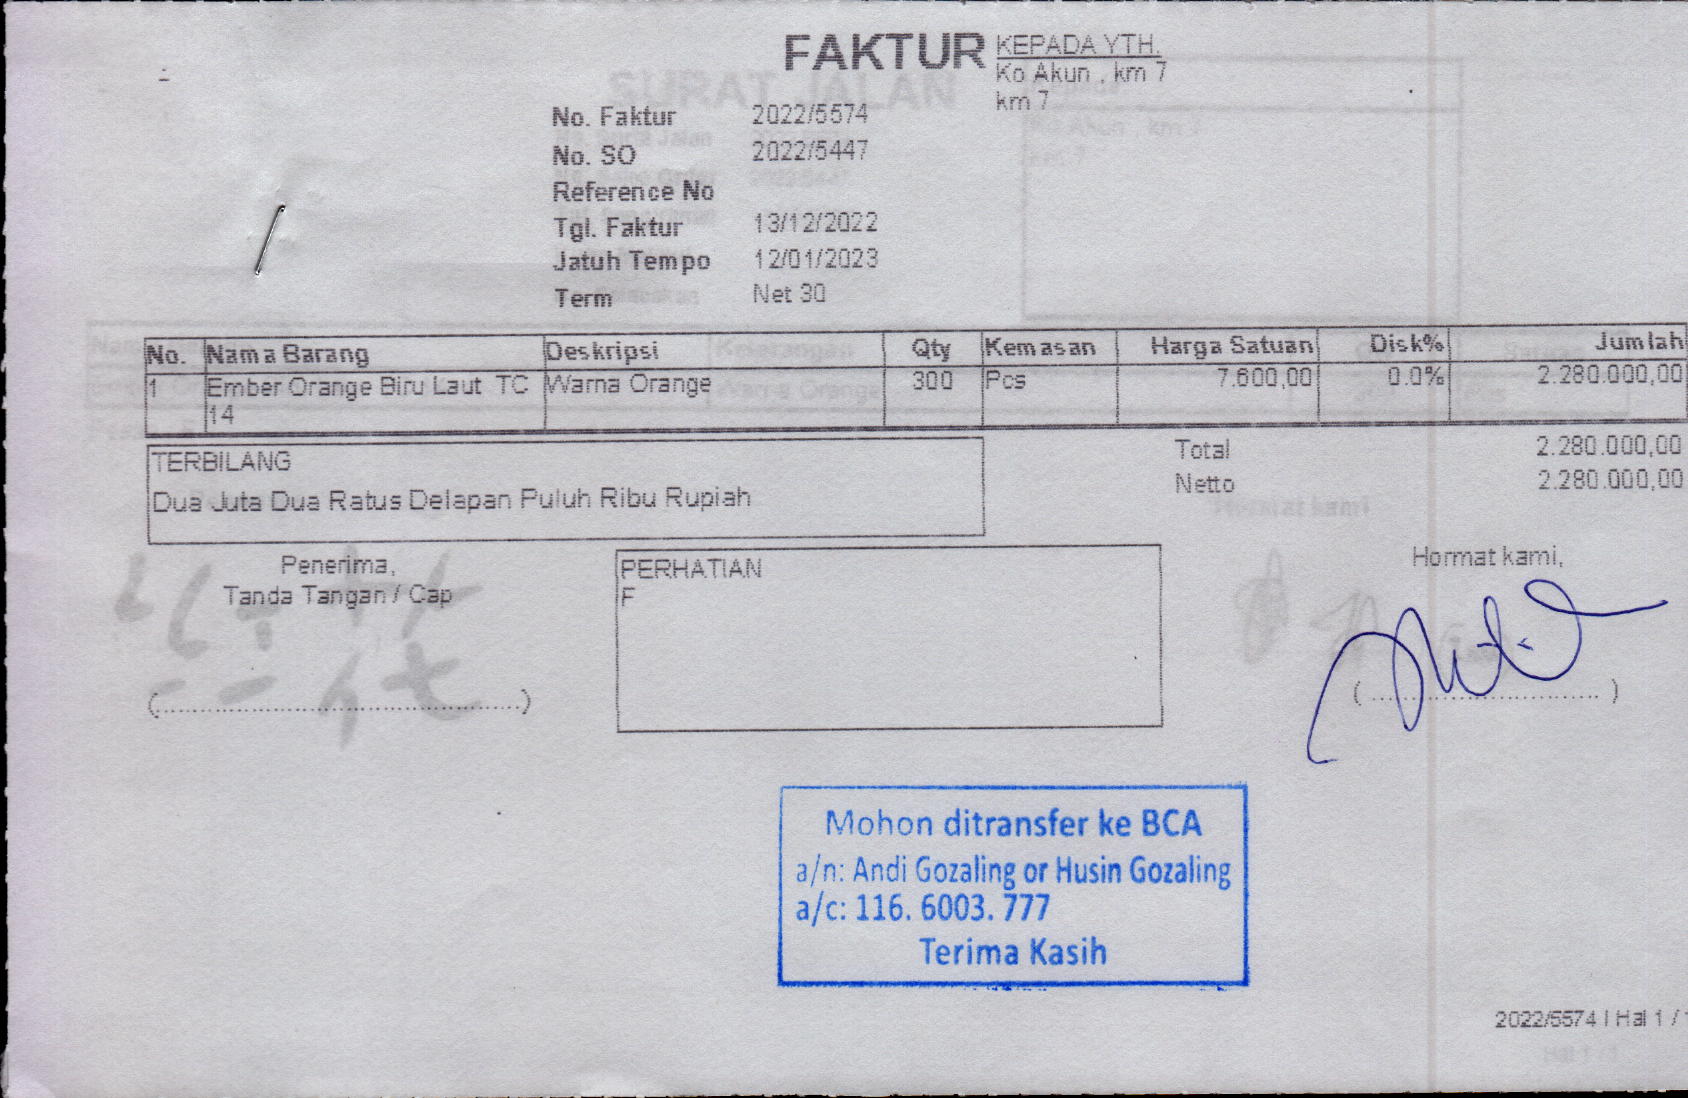 FAKTUR
KEPADA YTH.
Ko Akun , km 7
km 7
No. Faktur 2022/5574
No. SO 2022/5447
Reference No
Tgl. Faktur 13/12/2022
Jatuh Tempo 12/01/2023
Term Net 30
No. Nama Barang Deskripsi Qty Kemasan Harga Satuan Disk% Jumlah
1 Ember Orange Biru Laut TC Warna Orange 300 Pcs 7.600,00 0.0% 2.280.000,00
14
TERBILANG
Dua Juta Dua Ratus Delapan Puluh Ribu Rupiah
Total 2.280.000,00
Netto 2.280.000,00
Penerima,
Tanda Tangan / Cap
(..........................................)
PERHATIAN
F
Hormat kami,
(..........................)
Mohon ditransfer ke BCA
a/n: Andi Gozaling or Husin Gozaling
a/c: 116. 6003. 777
Terima Kasih
2022/5574 | Hal 1 /
SURAT JALAN